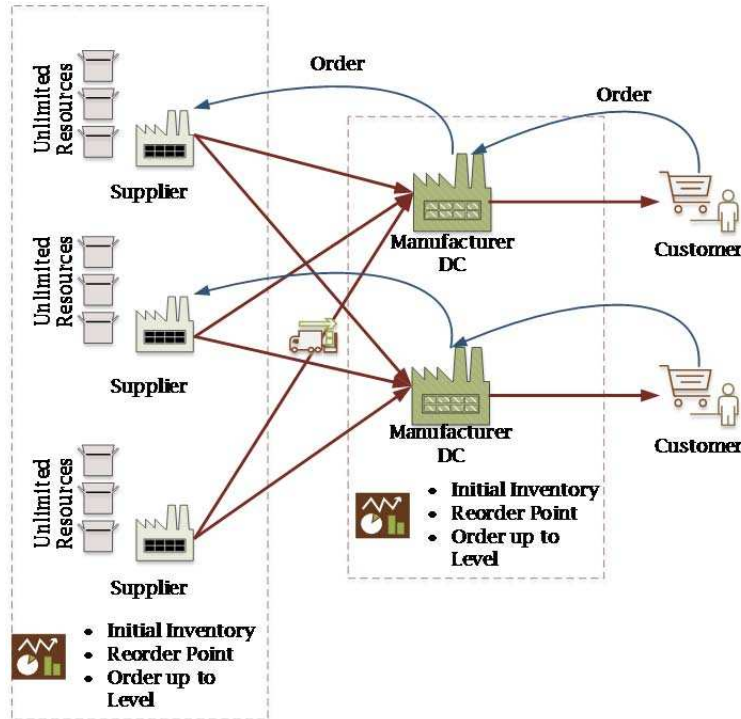 Order
Order
Unlimited
Resources
Supplier
Manufacturer
DC
Customer
Unlimited
Resources
Supplier
Manufacturer
DC
Customer
Unlimited
Resources
Supplier
• Initial Inventory
• Reorder Point
• Order up to
Level
• Initial Inventory
• Reorder Point
• Order up to
Level